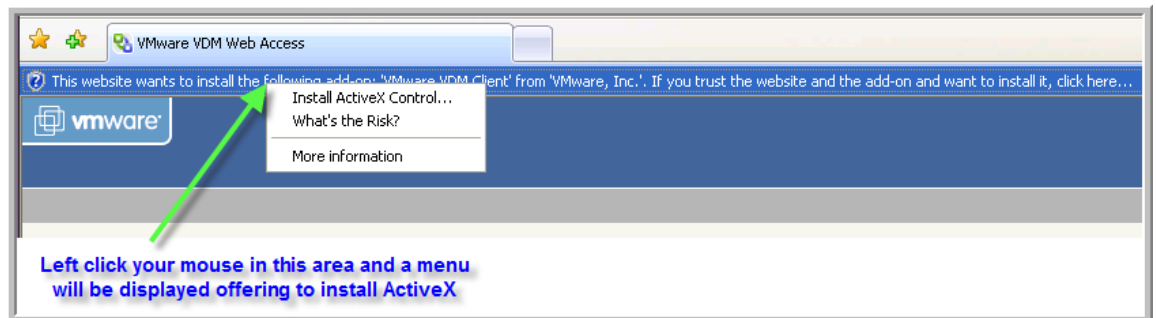 VMware VDM Web Access
This website wants to install the following add-on: 'VMware VDM Client' from 'VMware, Inc.'. If you trust the website and the add-on and want to install it, click here...
Install ActiveX Control...
vmware
What's the Risk?
More information
Left click your mouse in this area and a menu
will be displayed offering to install ActiveX